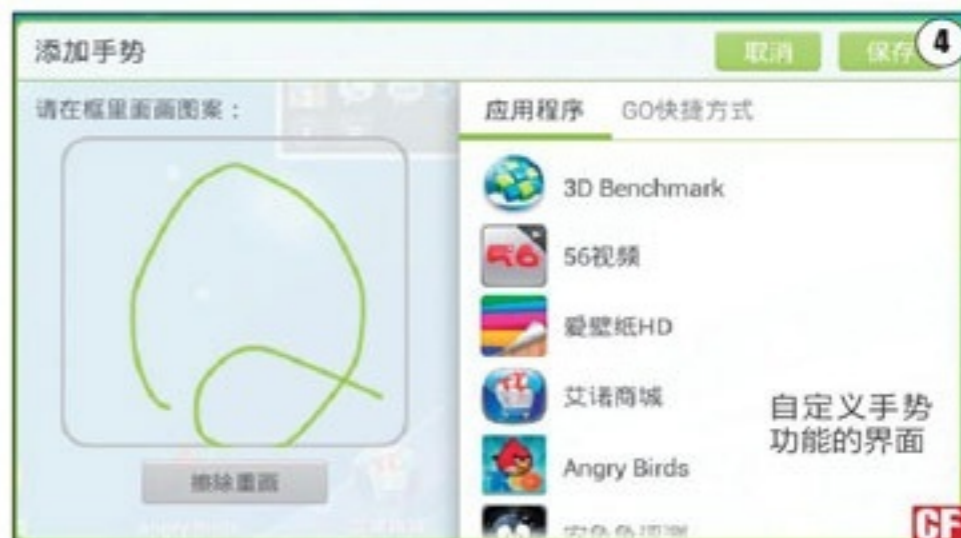 添加手势
取消
保存
4
请在框里面画图案：
擦除重画
应用程序
GO快捷方式
3D Benchmark
56
56视频
爱壁纸HD
艾诺商城
Angry Birds
自定义手势
功能的界面
CF